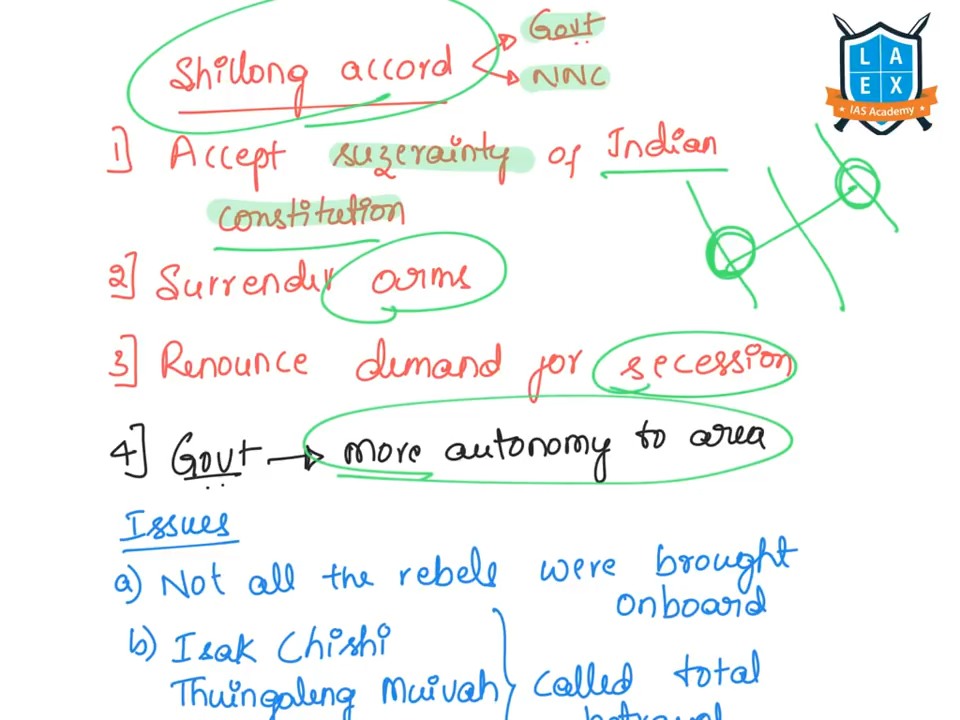 Shillong accord
Govt
NNC
L A
E X
IAS Academy
1] Accept suzerainty of Indian
constitution
2] Surrender arms
3] Renounce demand for secession
4] Govt → more autonomy to area
Issues
a) Not all the rebels were brought
onboard
b) Isak Chishi
Thuingaleng Muivah
called total
betrayal